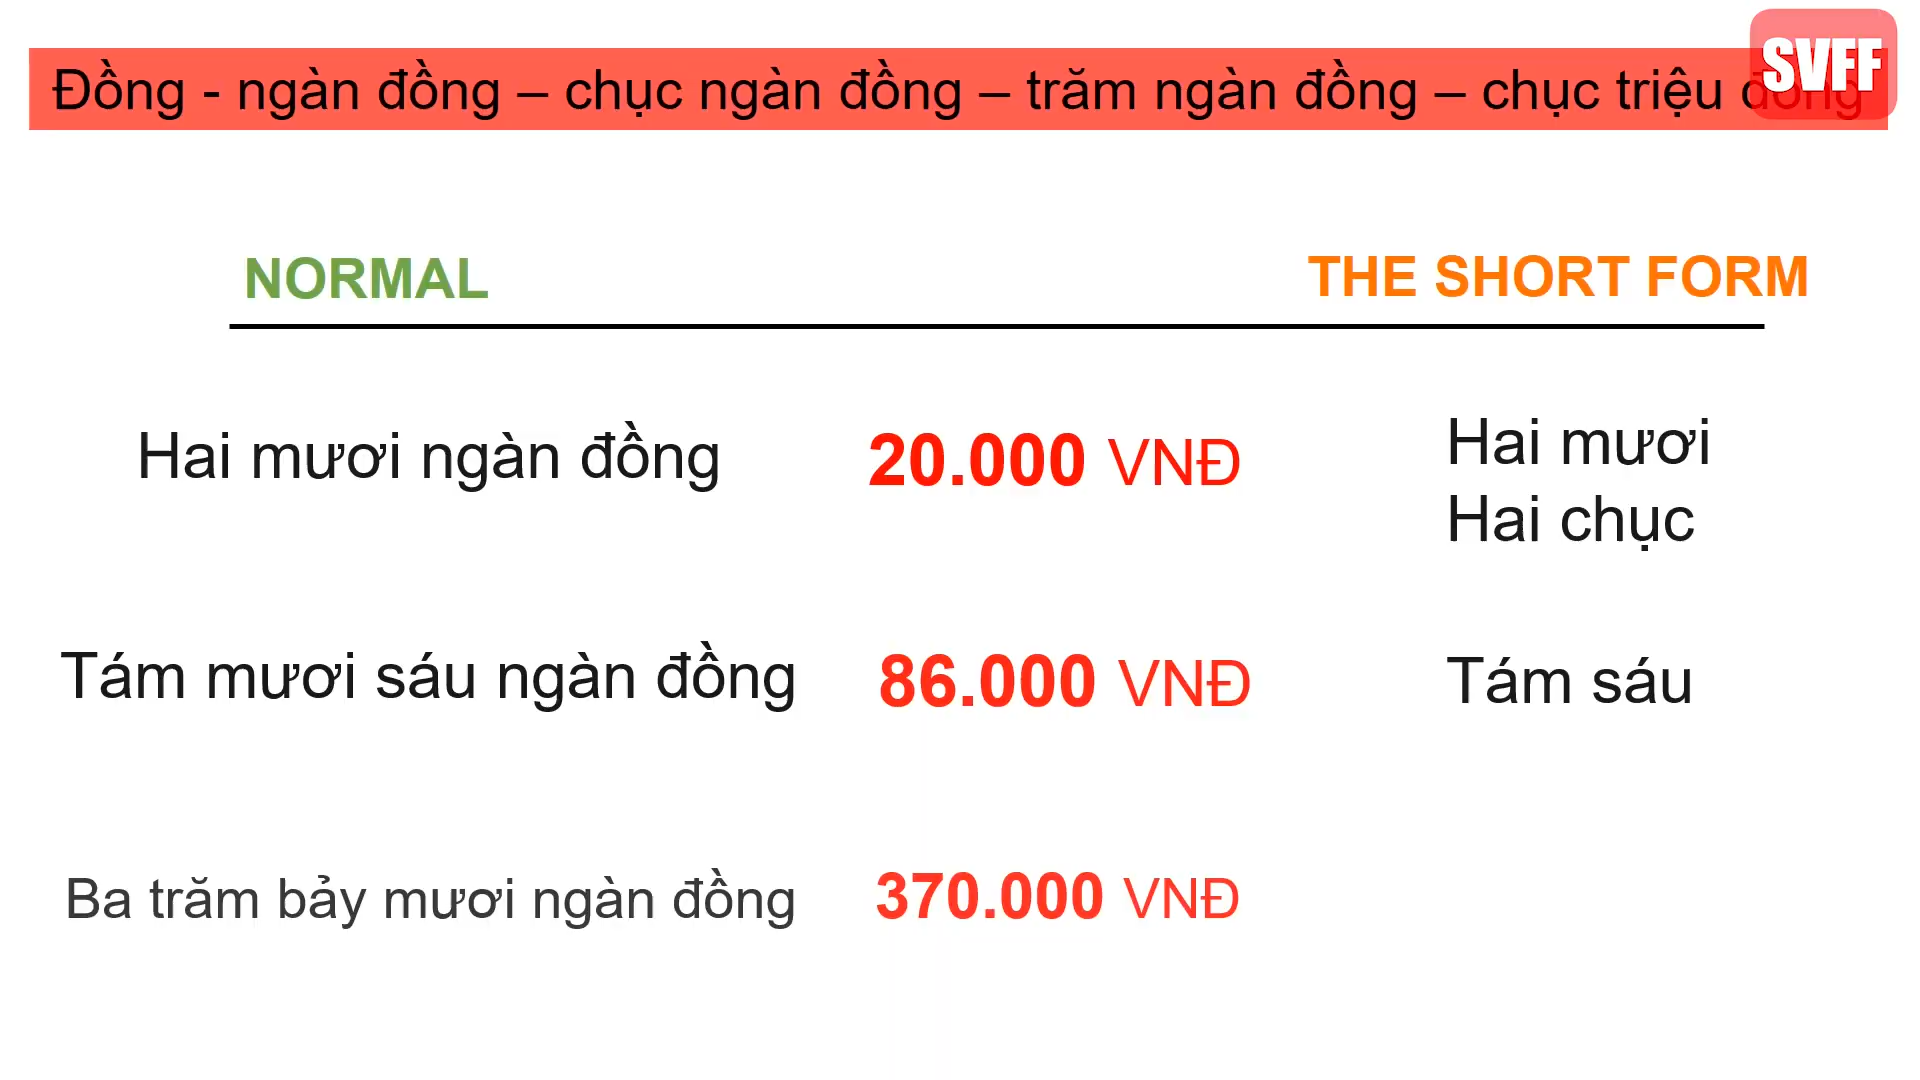 SVFF
Đồng - ngàn đồng – chục ngàn đồng – trăm ngàn đồng – chục triệu đồng
NORMAL
THE SHORT FORM
Hai mươi ngàn đồng
20.000 VNĐ
Hai mươi
Hai chục
Tám mươi sáu ngàn đồng
86.000 VNĐ
Tám sáu
Ba trăm bảy mươi ngàn đồng
370.000 VNĐ